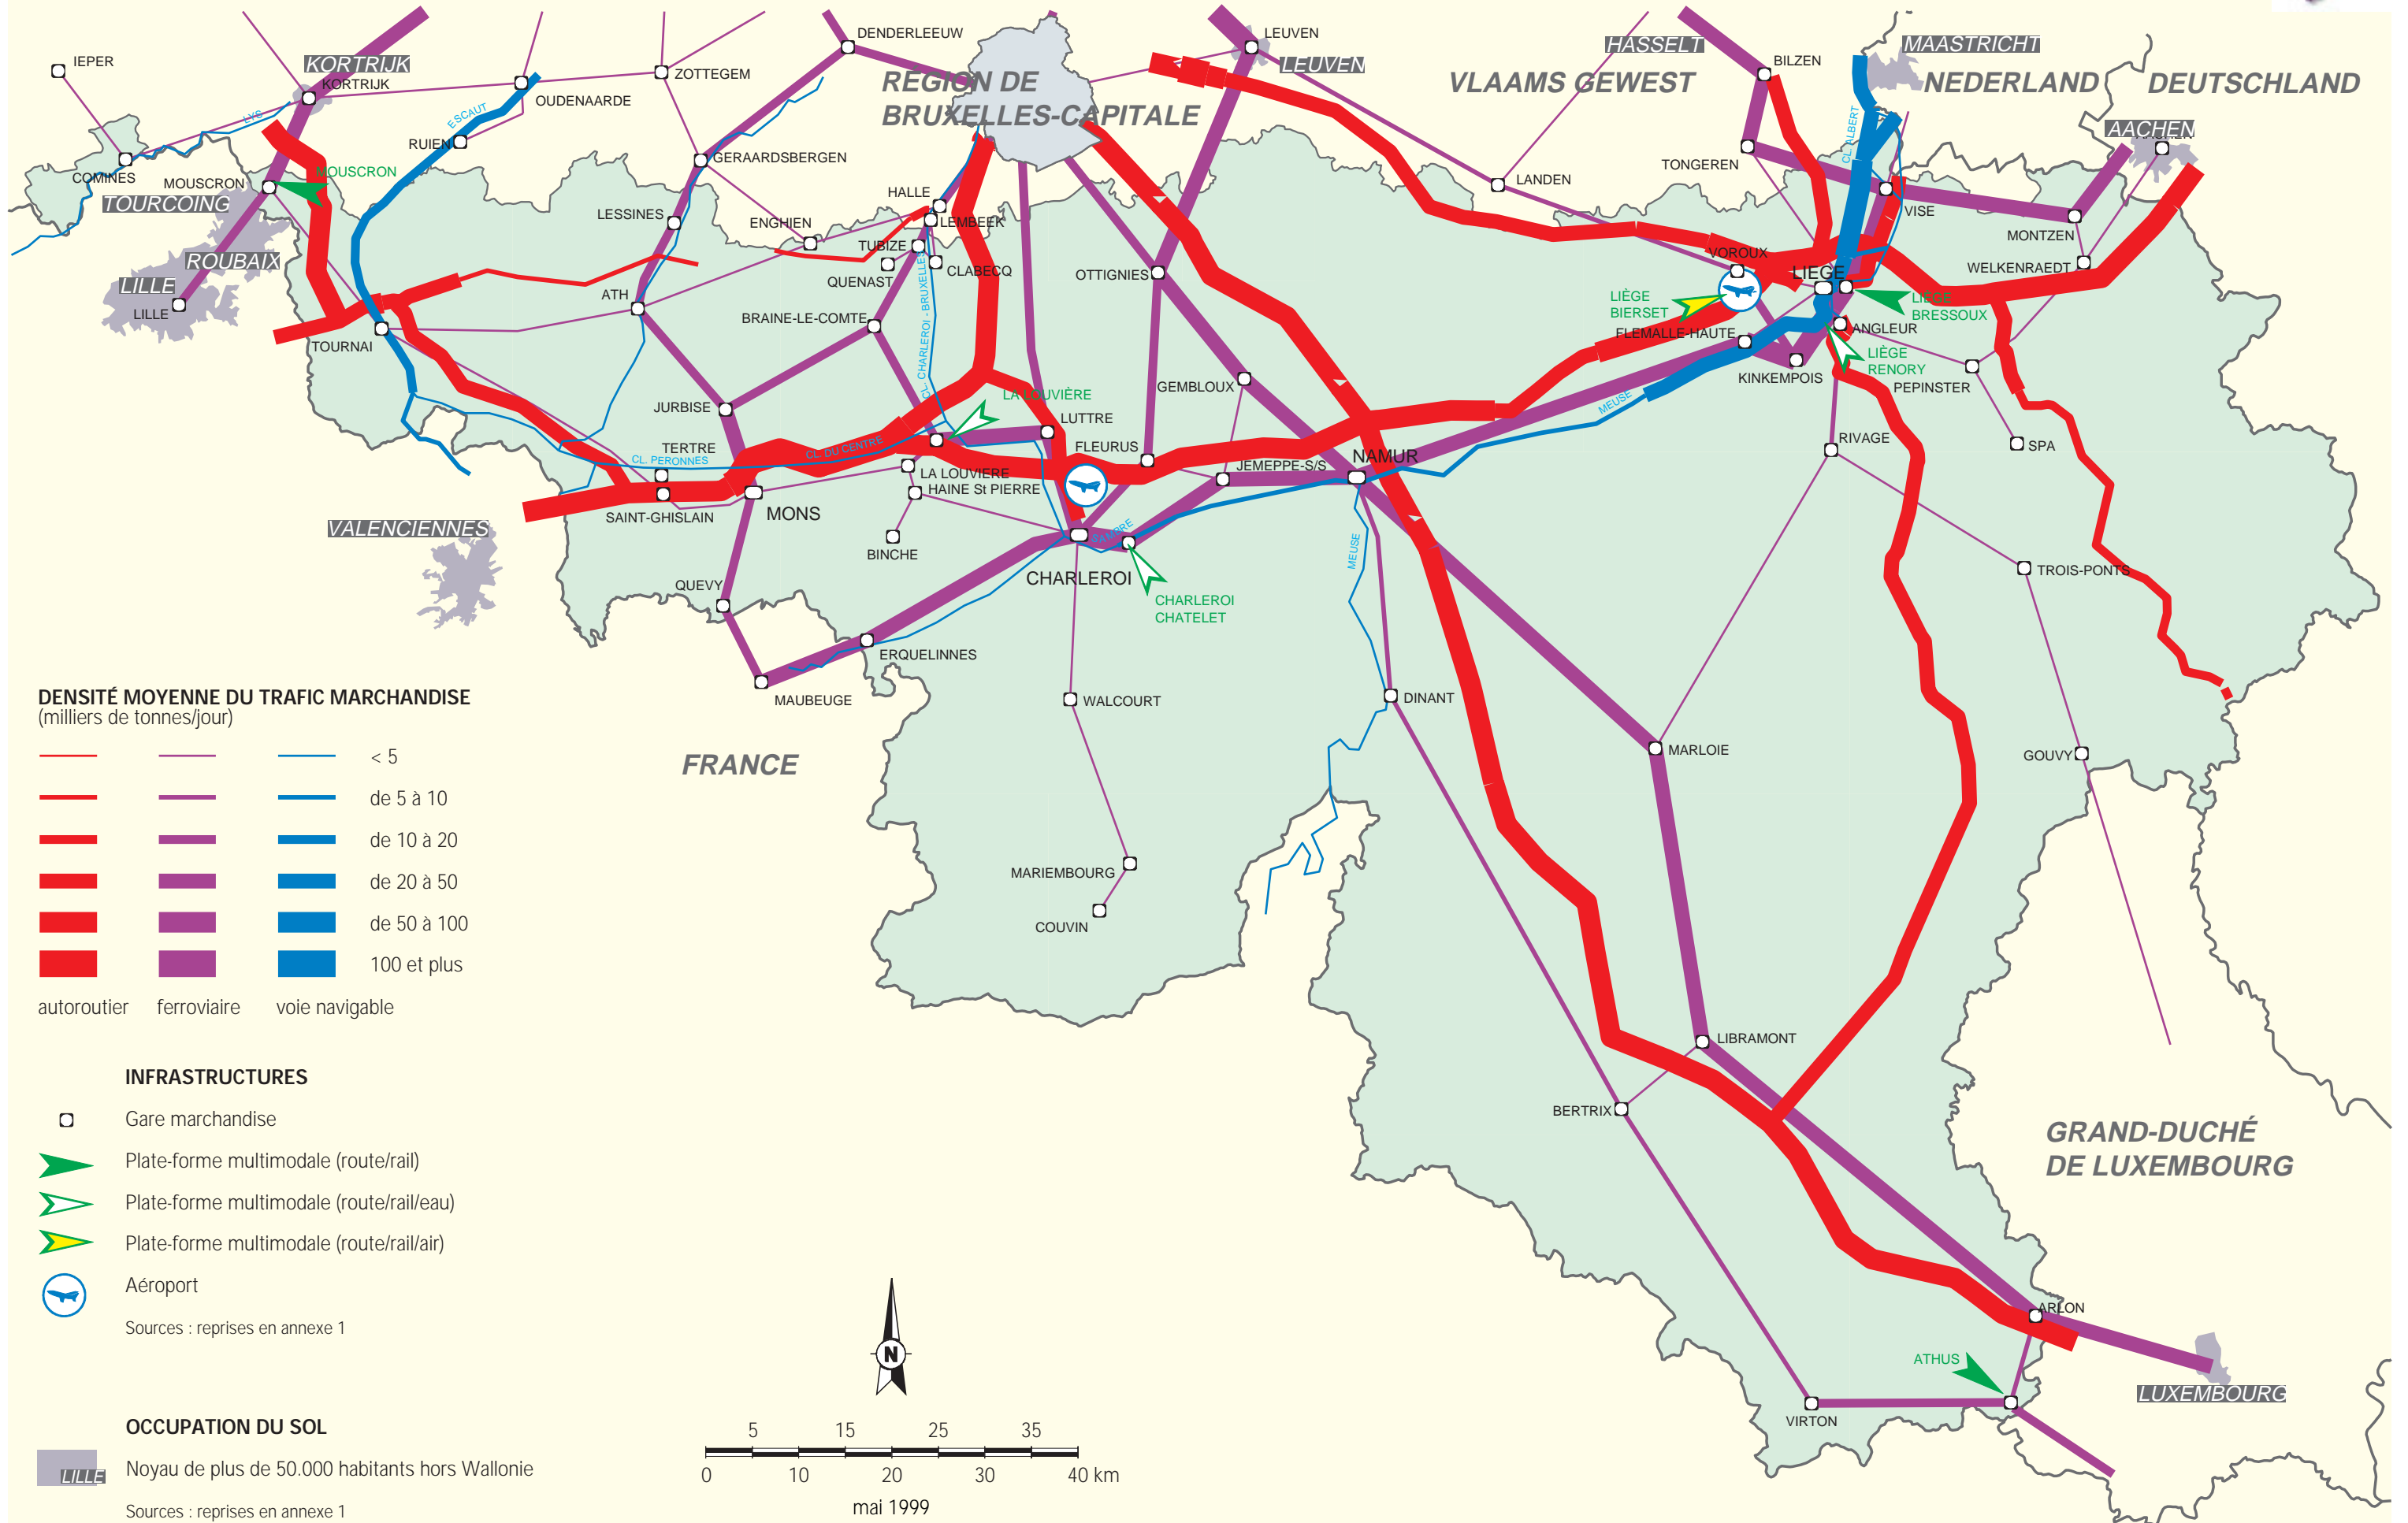 IEPER
KORTRIJK
KORTRIJK
LYS
ESCAUT
OUDENAARDE
RUIEN
ZOTTEGEM
DENDERLEEUW
RÉGION DE
BRUXELLES-CAPITALE
LEUVEN
LEUVEN
HASSELT
VLAAMS GEWEST
BILZEN
MAASTRICHT
NEDERLAND
DEUTSCHLAND
AACHEN
CL. ALBERT
COMINES
MOUSCRON
MOUSCRON
TOURCOING
ROUBAIX
LILLE
LILLE
GERAARDSBERGEN
LESSINES
ENGHIEN
HALLE
LEMBEEK
TUBIZE
QUENAST
CLABECQ
CL. CHARLEROI - BRUXELLES
OTTIGNIES
LANDEN
TONGEREN
VISE
MONTZEN
WELKENRAEDT
VOROUX
LIEGE
LIÈGE
BIERSET
LIÈGE
BRESSOUX
FLEMALLE-HAUTE
ANGLEUR
LIÈGE
RENORY
KINKEMPOIS
PEPINSTER
TOURNAI
ATH
BRAINE-LE-COMTE
JURBISE
TERTRE
CL. PERONNES
CL. DU CENTRE
LA LOUVIÈRE
LUTTRE
GEMBLOUX
FLEURUS
JEMEPPE-S/S
NAMUR
MEUSE
RIVAGE
SPA
LA LOUVIERE
HAINE St PIERRE
SAINT-GHISLAIN
MONS
VALENCIENNES
BINCHE
SAMBRE
MEUSE
CHARLEROI
CHARLEROI
CHATELET
QUEVY
TROIS-PONTS
ERQUELINNES
MAUBEUGE
WALCOURT
DINANT
MARLOIE
GOUVY
FRANCE
MARIEMBOURG
COUVIN
LIBRAMONT
BERTRIX
GRAND-DUCHÉ
DE LUXEMBOURG
ARLON
ATHUS
VIRTON
LUXEMBOURG
DENSITÉ MOYENNE DU TRAFIC MARCHANDISE
(milliers de tonnes/jour)
< 5
de 5 à 10
de 10 à 20
de 20 à 50
de 50 à 100
100 et plus
autoroutier ferroviaire voie navigable
INFRASTRUCTURES
Gare marchandise
Plate-forme multimodale (route/rail)
Plate-forme multimodale (route/rail/eau)
Plate-forme multimodale (route/rail/air)
Aéroport
Sources : reprises en annexe 1
OCCUPATION DU SOL
LILLE
Noyau de plus de 50.000 habitants hors Wallonie
Sources : reprises en annexe 1
N
5 15 25 35
0 10 20 30 40 km
mai 1999